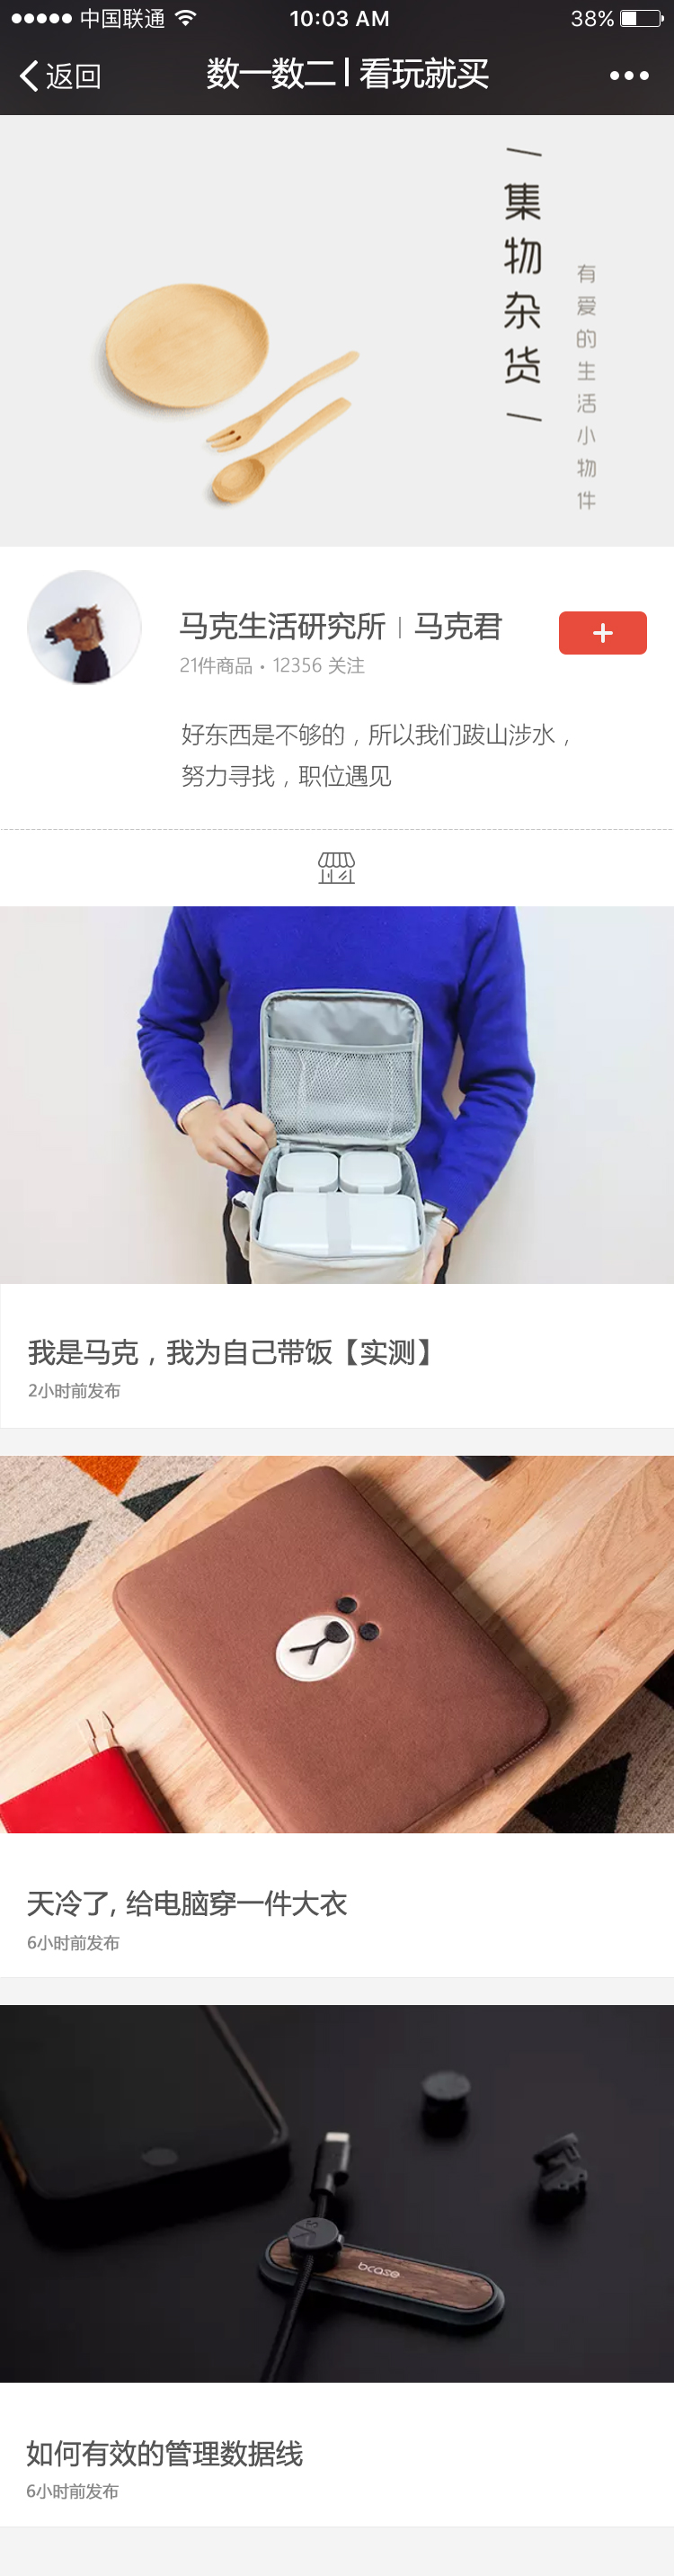 中国联通 10:03 AM 38%
返回 数一数二 | 看玩就买
集物杂货
有爱的生活小物件
马克生活研究所 | 马克君
21件商品 • 12356 关注
好东西是不够的，所以我们跋山涉水，
努力寻找，职位遇见
我是马克，我为自己带饭【实测】
2小时前发布
天冷了, 给电脑穿一件大衣
6小时前发布
bcase
如何有效的管理数据线
6小时前发布